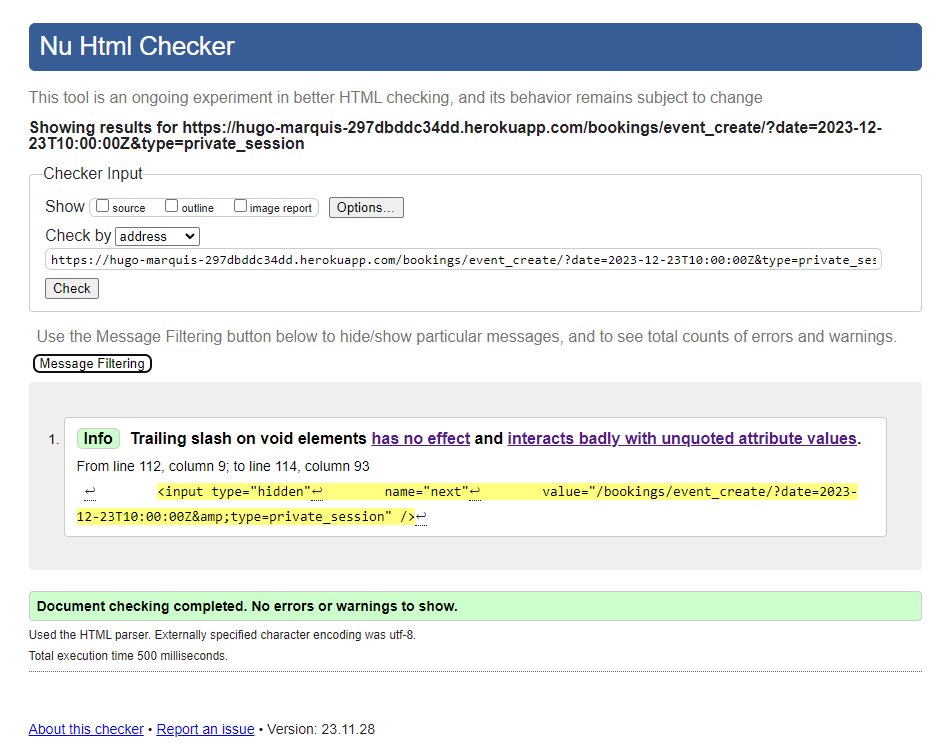 Nu Html Checker
This tool is an ongoing experiment in better HTML checking, and its behavior remains subject to change
Showing results for https://hugo-marquis-297dbddc34dd.herokuapp.com/bookings/event_create/?date=2023-12-
23T10:00:00Z&type=private_session
Checker Input
Show source outline image report Options...
Check by address
https://hugo-marquis-297dbddc34dd.herokuapp.com/bookings/event_create/?date=2023-12-23T10:00:00Z&type=private_ses
Check
Use the Message Filtering button below to hide/show particular messages, and to see total counts of errors and warnings.
Message Filtering
1. Info Trailing slash on void elements has no effect and interacts badly with unquoted attribute values.
From line 112, column 9; to line 114, column 93
↩ <input type="hidden"↩ name="next"↩ value="/bookings/event_create/?date=2023-
12-23T10:00:00Z&amp;type=private_session" />↩
Document checking completed. No errors or warnings to show.
Used the HTML parser. Externally specified character encoding was utf-8.
Total execution time 500 milliseconds.
About this checker • Report an issue • Version: 23.11.28